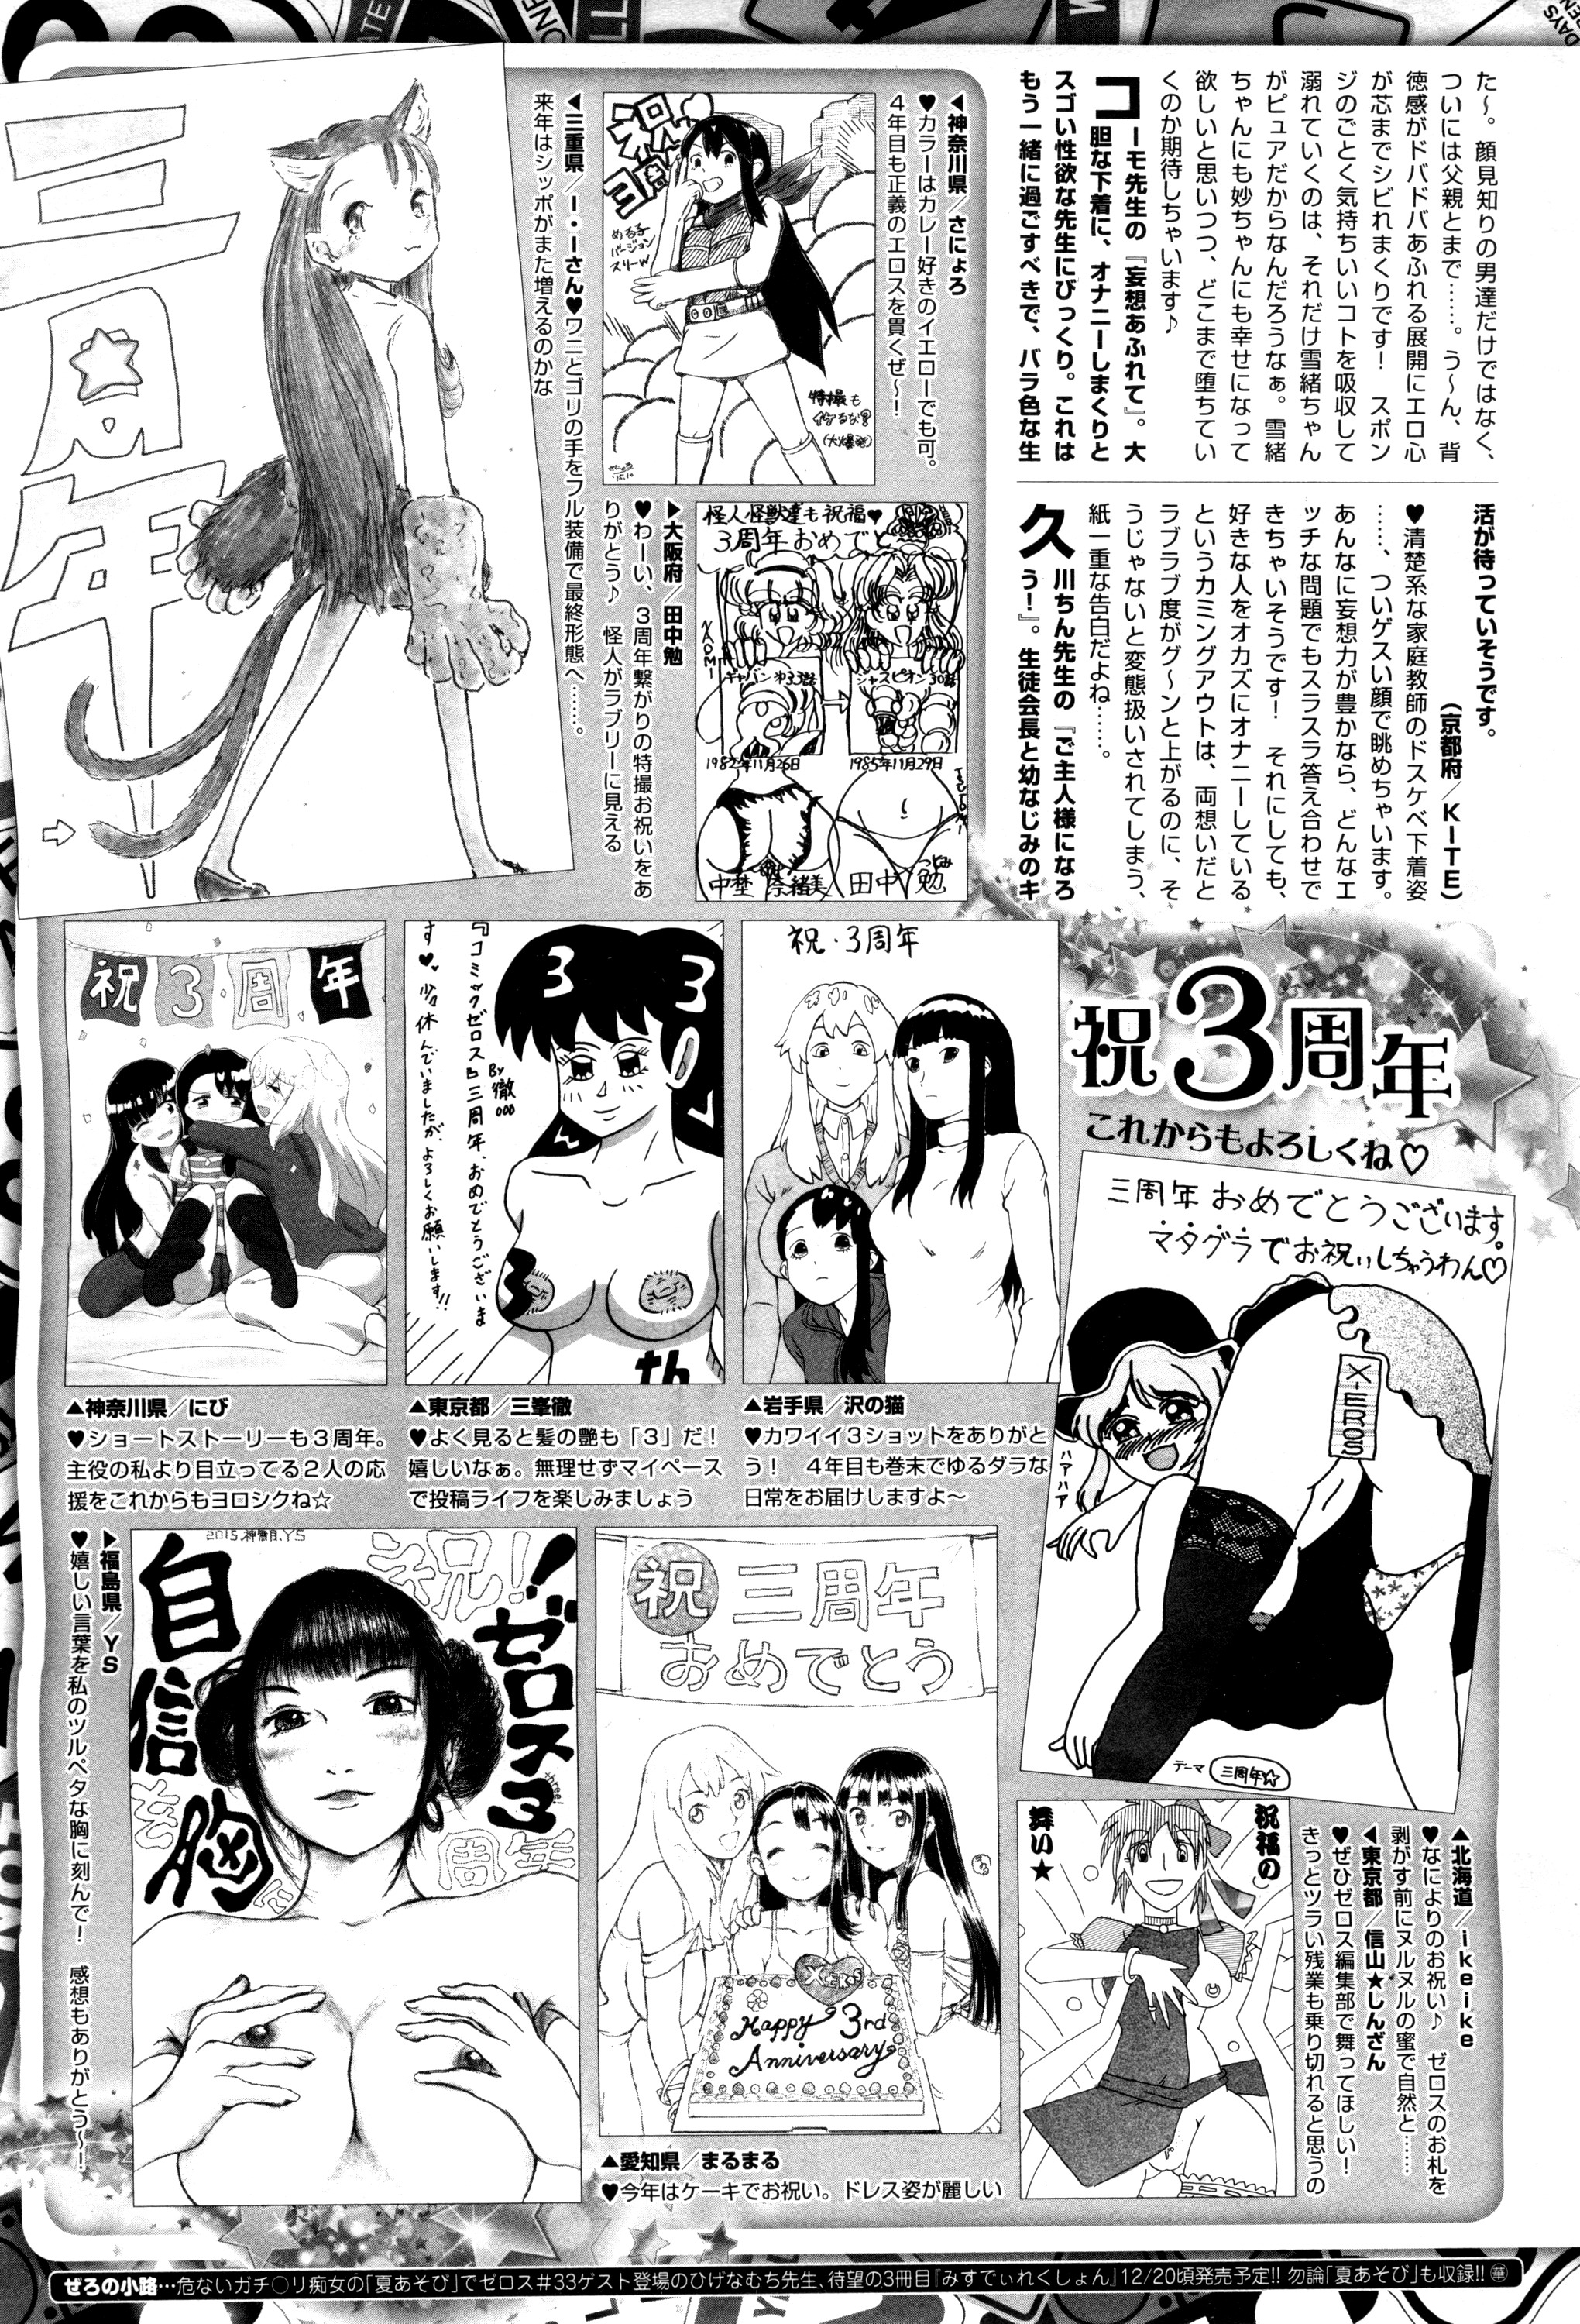 た〜。顔見知りの男達だけではなく、
ついには父親とまで……。う〜ん、背
徳感がドバドバあふれる展開にエロ心
が芯までシビれまくりです！　スポン
ジのごとく気持ちいいコトを吸収して
溺れていくのは、それだけ雪緒ちゃん
がピュアだからなんだろうなぁ。雪緒
ちゃんにも妙ちゃんにも幸せになって
欲しいと思いつつ、どこまで堕ちてい
くのか期待しちゃいます♪
コーモ先生の『妄想あふれて』。大
胆な下着に、オナニーしまくりと
スゴい性欲な先生にびっくり。これは
もう一緒に過ごすべきで、バラ色な生
活が待っていそうです。
（京都府／KITE）
♥清楚系な家庭教師のドスケベ下着姿
……、ついゲスい顔で眺めちゃいます。
あんなに妄想力が豊かなら、どんなエ
ッチな問題でもスラスラ答え合わせで
きちゃいそうです！　それにしても、
好きな人をオカズにオナニーしている
というカミングアウトは、両想いだと
ラブラブ度がグ〜ンと上がるのに、そ
うじゃないと変態扱いされてしまう、
紙一重な告白だよね……。
久川ちん先生の『ご主人様になろ
う！』。生徒会長と幼なじみのキ
◀神奈川県／さにょろ
♥カラーはカレー好きのイエローでも可。
４年目も正義のエロスを貫くぜ〜！
祝
3周
める子
バージョン
スリーW
特撮も
(大爆発)
'15.10
◀三重県／Ｉ・Ｉーさん♥ワニとゴリの手をフル装備で最終形態へ……。
来年はシッポがまた増えるのかな
三周年
▶大阪府／田中勉
♥わーい、３周年繋がりの特撮お祝いをあ
りがとう♪　怪人がラブリーに見える
怪人怪獣達も祝福♥
3周年おめでと
NAOMI
ギャバン#33話
ジャスピオン30話
1982年11月26日
1985年11月29日
TSUTOMU
中埜奈緒美
田中勉
つとむ
祝3周年
これからもよろしくね♡
三周年おめでとうございます。
マタグラでお祝いしちゃうわん♡
X-EROS
ハァハァ
テーマ 三周年☆
祝3周年
▲神奈川県／にび
♥ショートストーリーも３周年。
主役の私より目立ってる２人の応
援をこれからもヨロシクね☆
『コミックゼロス』三周年、おめでとうございま
す♥ 少々休んでいましたが、よろしくお願いします!!
By徹
3
3
3
th
▲東京都／三峯徹
♥よく見ると髪の艶も「３」だ！
嬉しいなぁ。無理せずマイペース
で投稿ライフを楽しみましょう
祝・3周年
▲岩手県／沢の猫
♥カワイイ３ショットをありがと
う！　４年目も巻末でゆるダラな
日常をお届けしますよ〜
▶福島県／YS
♥嬉しい言葉を私のツルペタな胸に刻んで！　感想もありがとう〜！
2015.神無月.YS
祝!!
ゼロス
three!
3
周年
自信
胸
祝 三周年
おめでとう
XEROS
Happy 3rd
Anniversary
▲愛知県／まるまる
♥今年はケーキでお祝い。ドレス姿が麗しい
祝福の
舞い★
▲北海道／ikeike
♥なによりのお祝い♪　ゼロスのお札を
剥がす前にヌルヌルの蜜で自然と……
◀東京都／信山★しんざん
♥ぜひゼロス編集部で舞ってほしい！
きっとツラい残業も乗り切れると思うの
ぜろの小路…危ないガチ○リ痴女の「夏あそび」でゼロス＃33ゲスト登場のひげなむち先生、待望の3冊目『みすでぃれくしょん』12/20頃発売予定!! 勿論「夏あそび」も収録!! ㊥